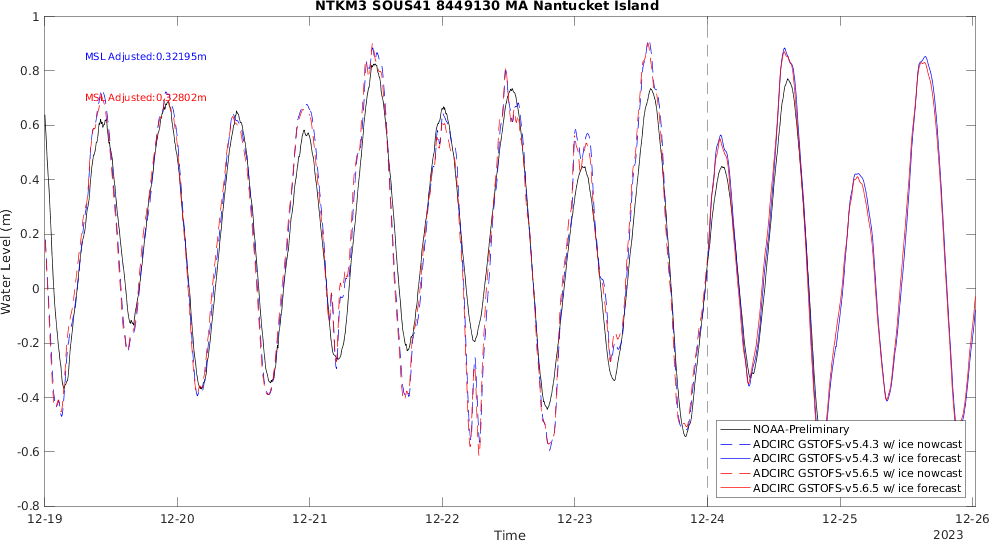 NTKM3 SOUS41 8449130 MA Nantucket Island
MSL Adjusted:0.32195m
MSL Adjusted:0.32802m
Water Level (m)
1
0.8
0.6
0.4
0.2
0
-0.2
-0.4
-0.6
-0.8
NOAA-Preliminary
ADCIRC GSTOFS-v5.4.3 w/ ice nowcast
ADCIRC GSTOFS-v5.4.3 w/ ice forecast
ADCIRC GSTOFS-v5.6.5 w/ ice nowcast
ADCIRC GSTOFS-v5.6.5 w/ ice forecast
12-19 12-20 12-21 12-22 12-23 12-24 12-25 12-26
Time
2023